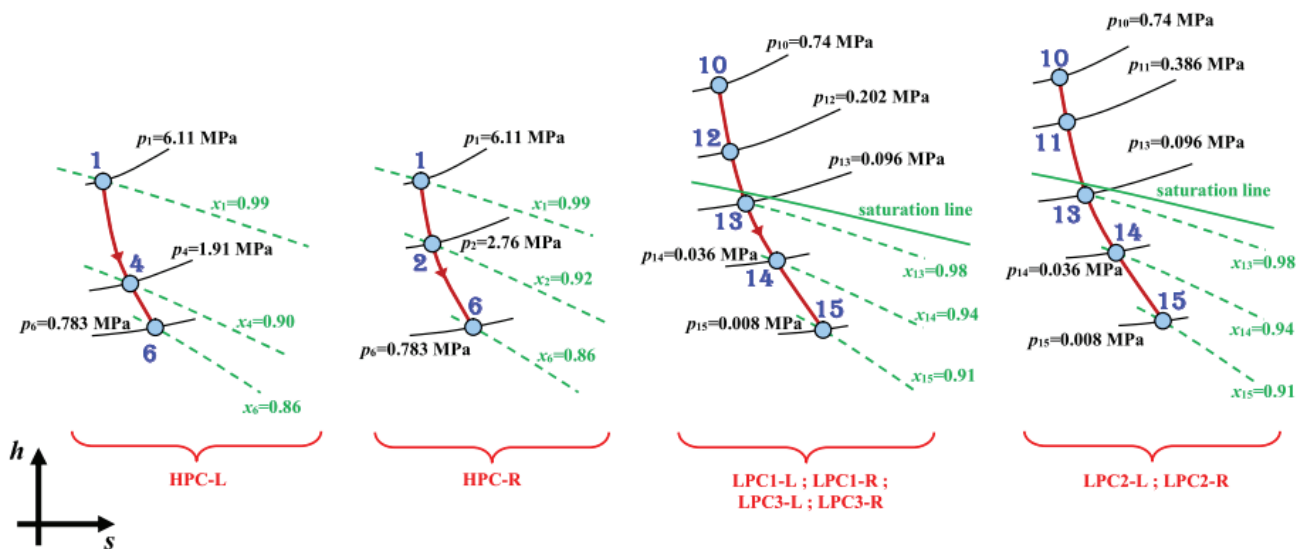 1
p1=6.11 MPa
x1=0.99
4
p4=1.91 MPa
x4=0.90
p6=0.783 MPa
6
x6=0.86
HPC-L
1
p1=6.11 MPa
x1=0.99
2
p2=2.76 MPa
x2=0.92
6
p6=0.783 MPa
x6=0.86
HPC-R
10
p10=0.74 MPa
12
p12=0.202 MPa
p13=0.096 MPa
saturation line
13
x13=0.98
p14=0.036 MPa
14
x14=0.94
15
p15=0.008 MPa
x15=0.91
LPC1-L ; LPC1-R ;
LPC3-L ; LPC3-R
10
p10=0.74 MPa
p11=0.386 MPa
11
p13=0.096 MPa
saturation line
13
x13=0.98
14
p14=0.036 MPa
x14=0.94
15
p15=0.008 MPa
x15=0.91
LPC2-L ; LPC2-R
h
s